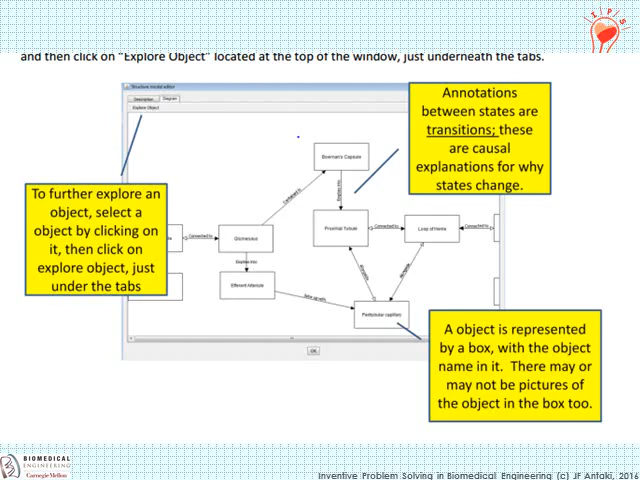 I P S
and then click on "Explore Object" located at the top of the window, just underneath the tabs.
Structure model editor
Description Diagram
Explore Object
Annotations
between states are
transitions; these
are causal
explanations for why
states change.
Bowman's Capsule
Contained in
Empties into
To further explore an
object, select a
object by clicking on
it, then click on
explore object, just
under the tabs
Connected to
Glomerulus
Proximal Tubule
Connected to
Loop of Henle
Connected to
Empties into
Efferent Arteriole
Peritubular capillary
OK
A object is represented
by a box, with the object
name in it. There may or
may not be pictures of
the object in the box too.
BIOMEDICAL
ENGINEERING
Carnegie Mellon
Inventive Problem Solving in Biomedical Engineering (c) JF Antaki, 2016